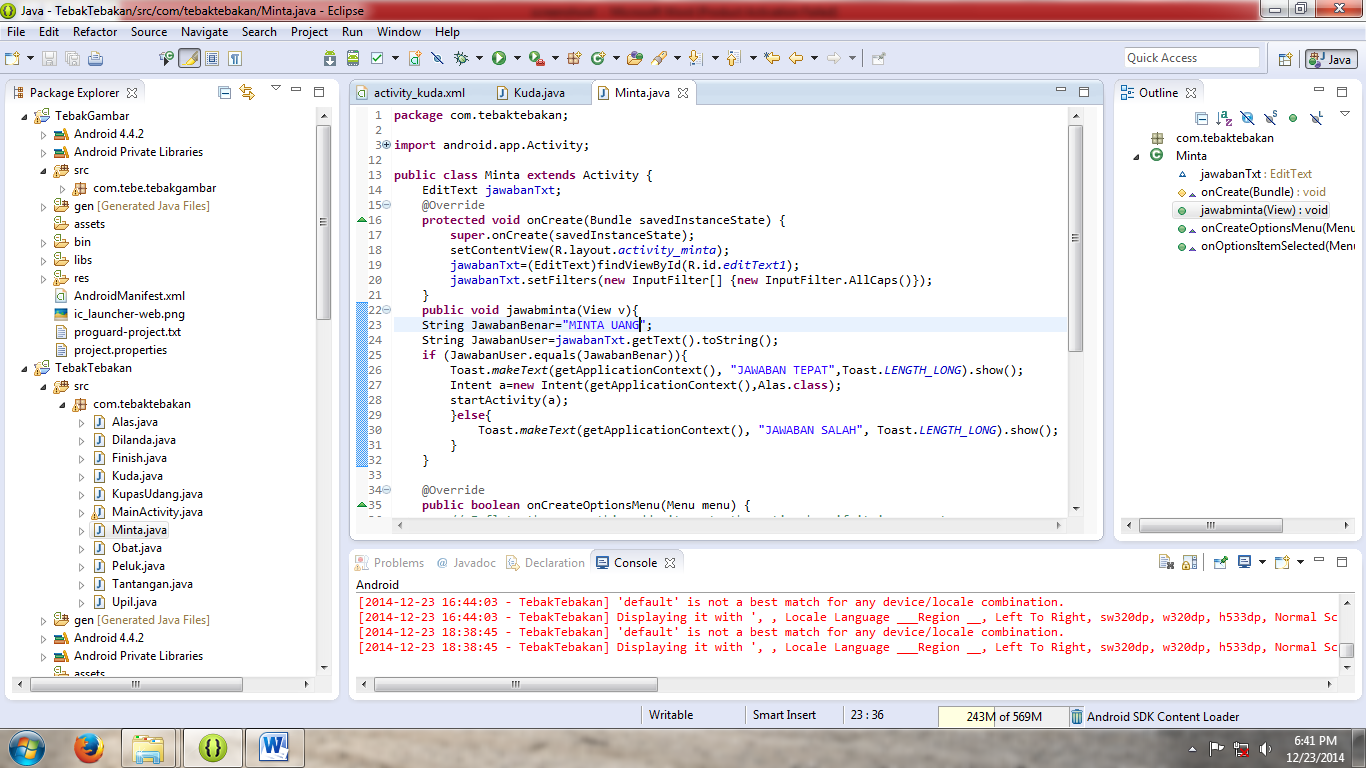 Java - TebakTebakan/src/com/tebaktebakan/Minta.java - Eclipse
File Edit Refactor Source Navigate Search Project Run Window Help
Quick Access
Java
Package Explorer
TebakGambar
Android 4.4.2
Android Private Libraries
src
com.tebe.tebakgambar
gen [Generated Java Files]
assets
bin
libs
res
AndroidManifest.xml
ic_launcher-web.png
proguard-project.txt
project.properties
TebakTebakan
src
com.tebaktebakan
Alas.java
Dilanda.java
Finish.java
Kuda.java
KupasUdang.java
MainActivity.java
Minta.java
Obat.java
Peluk.java
Tantangan.java
Upil.java
gen [Generated Java Files]
Android 4.4.2
Android Private Libraries
assets
activity_kuda.xml Kuda.java Minta.java
1 package com.tebaktebakan;
2
3 import android.app.Activity;
12
13 public class Minta extends Activity {
14 EditText jawabanTxt;
15 @Override
16 protected void onCreate(Bundle savedInstanceState) {
17 super.onCreate(savedInstanceState);
18 setContentView(R.layout.activity_minta);
19 jawabanTxt=(EditText)findViewById(R.id.editText1);
20 jawabanTxt.setFilters(new InputFilter[] {new InputFilter.AllCaps()});
21 }
22 public void jawabminta(View v){
23 String JawabanBenar="MINTA UANG";
24 String JawabanUser=jawabanTxt.getText().toString();
25 if (JawabanUser.equals(JawabanBenar)){
26 Toast.makeText(getApplicationContext(), "JAWABAN TEPAT",Toast.LENGTH_LONG).show();
27 Intent a=new Intent(getApplicationContext(),Alas.class);
28 startActivity(a);
29 }else{
30 Toast.makeText(getApplicationContext(), "JAWABAN SALAH", Toast.LENGTH_LONG).show();
31 }
32 }
33
34 @Override
35 public boolean onCreateOptionsMenu(Menu menu) {
Outline
com.tebaktebakan
Minta
jawabanTxt : EditText
onCreate(Bundle) : void
jawabminta(View) : void
onCreateOptionsMenu(Menu
onOptionsItemSelected(Menu
Problems @ Javadoc Declaration Console
Android
[2014-12-23 16:44:03 - TebakTebakan] 'default' is not a best match for any device/locale combination.
[2014-12-23 16:44:03 - TebakTebakan] Displaying it with ', , Locale Language ___Region __, Left To Right, sw320dp, w320dp, h533dp, Normal Sc
[2014-12-23 18:38:45 - TebakTebakan] 'default' is not a best match for any device/locale combination.
[2014-12-23 18:38:45 - TebakTebakan] Displaying it with ', , Locale Language ___Region __, Left To Right, sw320dp, w320dp, h533dp, Normal Sc
Writable Smart Insert 23 : 36 243M of 569M Android SDK Content Loader
6:41 PM
12/23/2014